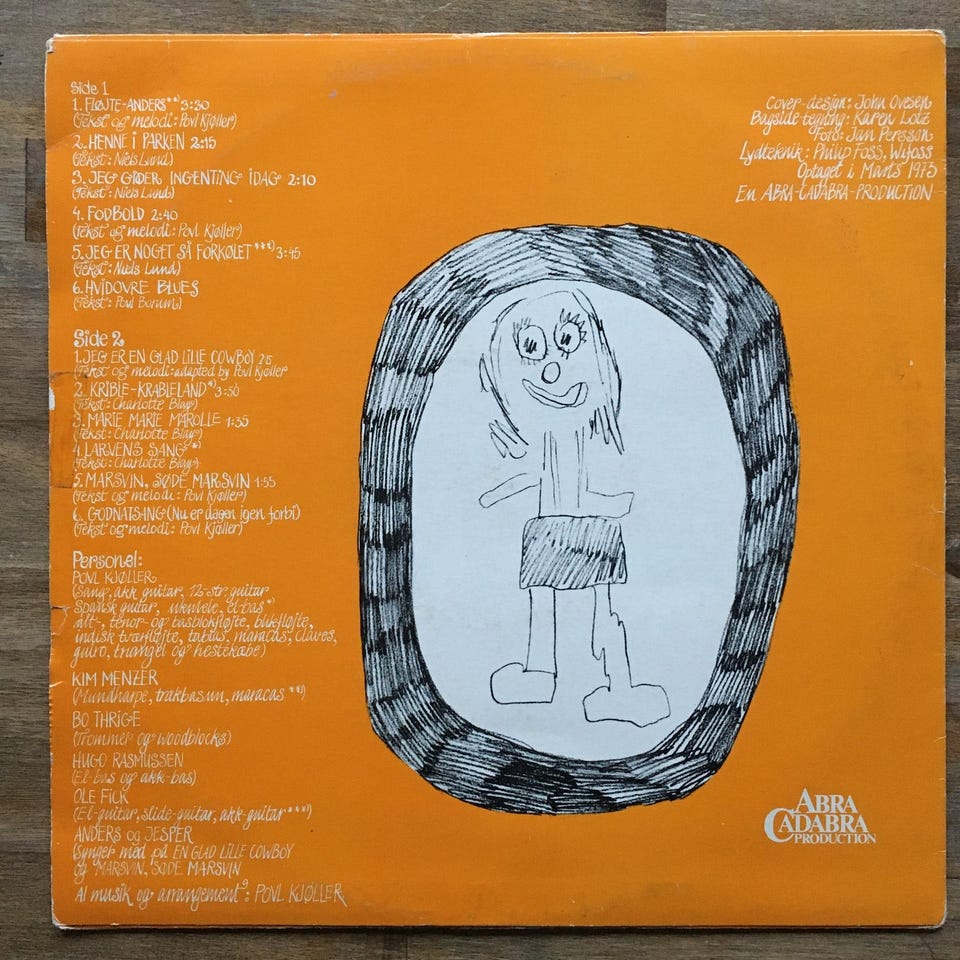 Side 1
1. FLØJTE-ANDERS**) 3:30
(Tekst og melodi: Povl Kjøller)
2. HENNE I PARKEN 2:15
(Tekst: Niels Lund)
3. JEG GIDER INGENTING IDAG 2:10
(Tekst: Niels Lund)
4. FODBOLD 2:40
(Tekst og melodi: Povl Kjøller)
5. JEG ER NOGET SÅ FORKØLET***) 3:45
(Tekst: Niels Lund)
6. HVIDOVRE BLUES
(Tekst: Poul Borum)
Side 2
1. JEG ER EN GLAD LILLE COWBOY
(Tekst og melodi: adapted by Povl Kjøller
2. KRIBLE-KRABLELAND*) 3:50
(Tekst: Charlotte Blay)
3. MARIE MARIE MAROLLE 1:35
(Tekst: Charlotte Blay)
4. LARVENS SANG
(Tekst: Charlotte Blay)
5. MARSVIN, SØDE MARSVIN 1:55
(Tekst og melodi: Povl Kjøller)
6. GODNATSANG (Nu er dagen igen forbi)
(Tekst og melodi: Povl Kjøller)
Personel:
POVL KJØLLER
(Sang, akk guitar, 12-str. guitar
Spansk guitar, ukulele, el-bas*)
alt-, tenor- og basblokfløjte, blikfløjte,
indisk tværfløjte, tablas, maracas, claves,
guiro, triangel og hestekæbe)
KIM MENZER
(Mundharpe, trækbasun, maracas **)
BO THRIGE
(Trommer og woodblocks)
HUGO RASMUSSEN
(El-bas og akk-bas)
OLE FICK
(El-guitar, slide-guitar, akk-guitar***)
ANDERS og JESPER
(Synger med på EN GLAD LILLE COWBOY
og MARSVIN, SØDE MARSVIN
Al musik og arrangement: POVL KJØLLER
Cover-design: John Ovesen
Bagside-tegning: Karen Lotz
Foto: Jan Persson
Lydteknik: Philip Foss, Wifoss
Optaget i Marts 1973
En ABRA-CADABRA-PRODUCTION
ABRA
CADABRA
PRODUCTION